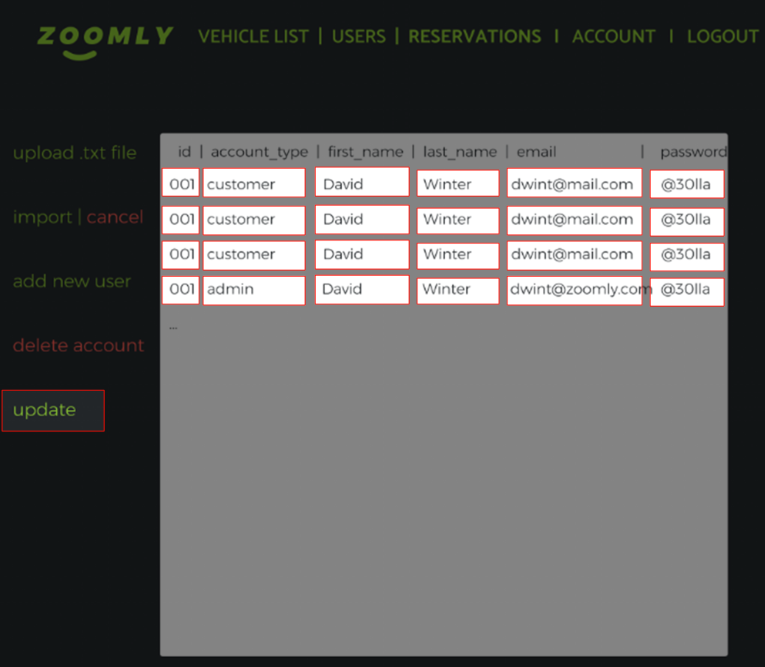 ZOOMLY VEHICLE LIST | USERS | RESERVATIONS | ACCOUNT | LOGOUT
upload .txt file
import | cancel
add new user
delete account
update
id | account_type | first_name | last_name | email | password
001 customer David Winter dwint@mail.com @30lla
001 customer David Winter dwint@mail.com @30lla
001 customer David Winter dwint@mail.com @30lla
001 admin David Winter dwint@zoomly.com @30lla
...